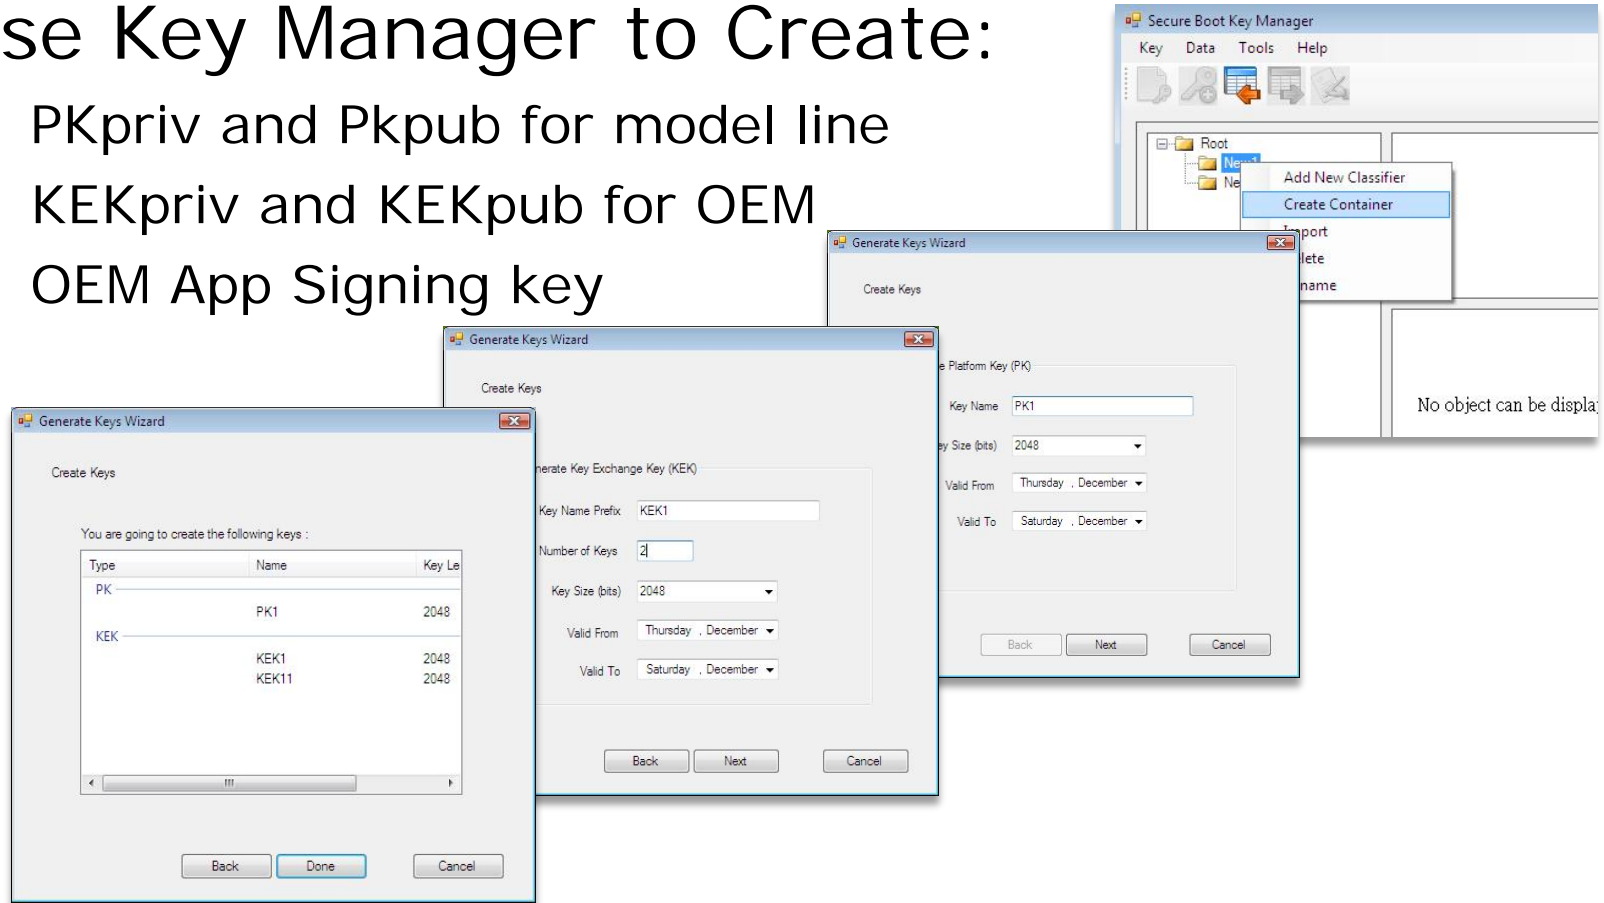 se Key Manager to Create:
PKpriv and Pkpub for model line
KEKpriv and KEKpub for OEM
OEM App Signing key
Secure Boot Key Manager
Key Data Tools Help
Root
New1
Ne
Add New Classifier
Create Container
Import
lete
name
No object can be displa
Generate Keys Wizard
Create Keys
e Platform Key (PK)
Key Name PK1
ey Size (bits) 2048
Valid From Thursday , December
Valid To Saturday , December
Back Next Cancel
Generate Keys Wizard
Create Keys
nerate Key Exchange Key (KEK)
Key Name Prefix KEK1
Number of Keys 2
Key Size (bits) 2048
Valid From Thursday , December
Valid To Saturday , December
Back Next Cancel
Generate Keys Wizard
Create Keys
You are going to create the following keys :
Type Name Key Le
PK
PK1 2048
KEK
KEK1 2048
KEK11 2048
Back Done Cancel